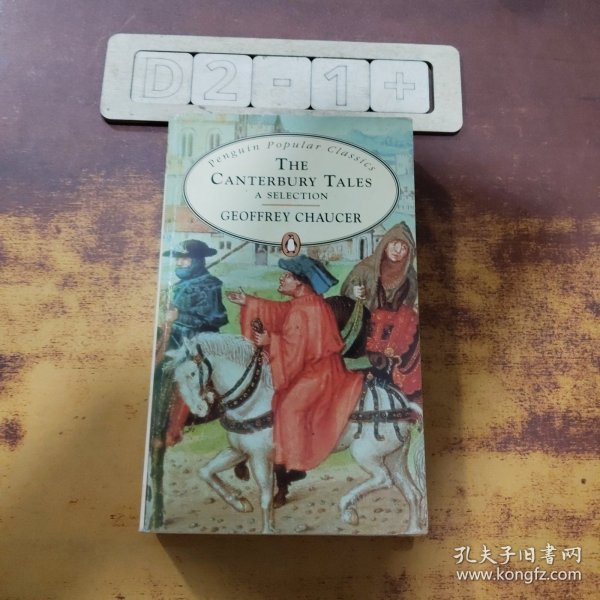 D2-1+
Penguin Popular Classics
THE
CANTERBURY TALES
A SELECTION
GEOFFREY CHAUCER
孔夫子旧书网
www.kongfz.com